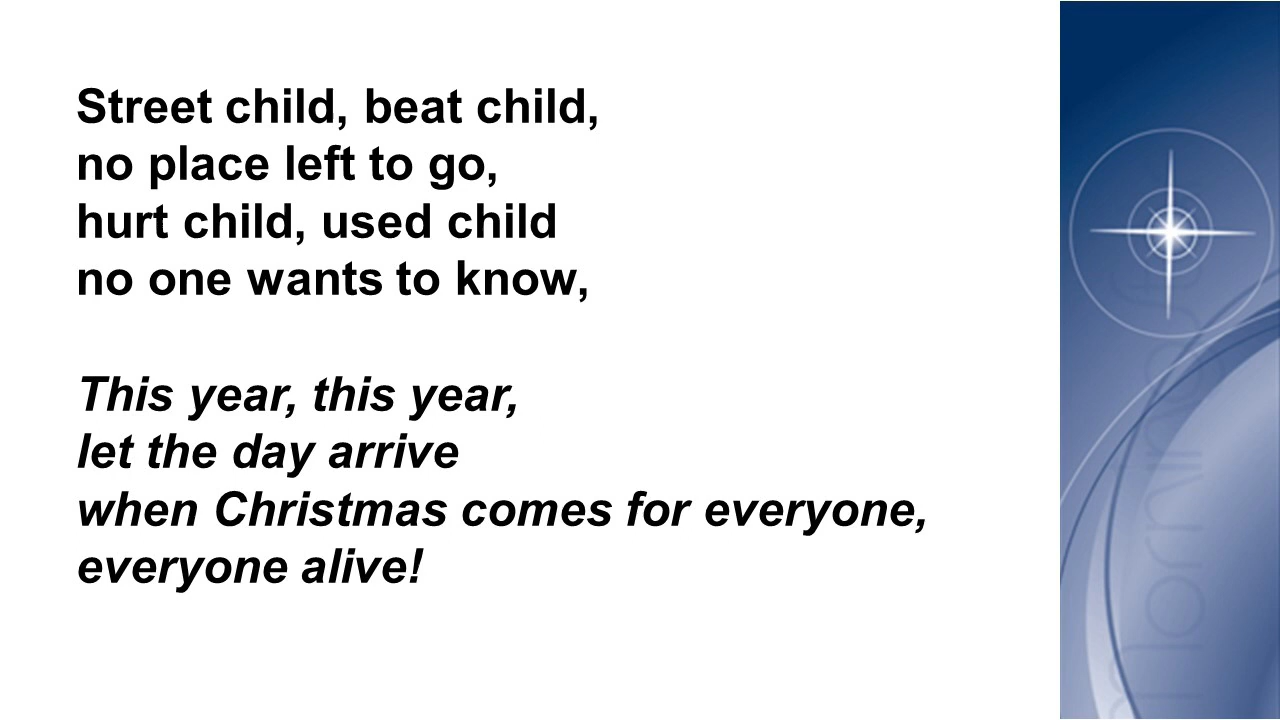 Street child, beat child,
no place left to go,
hurt child, used child
no one wants to know,
This year, this year,
let the day arrive
when Christmas comes for everyone,
everyone alive!